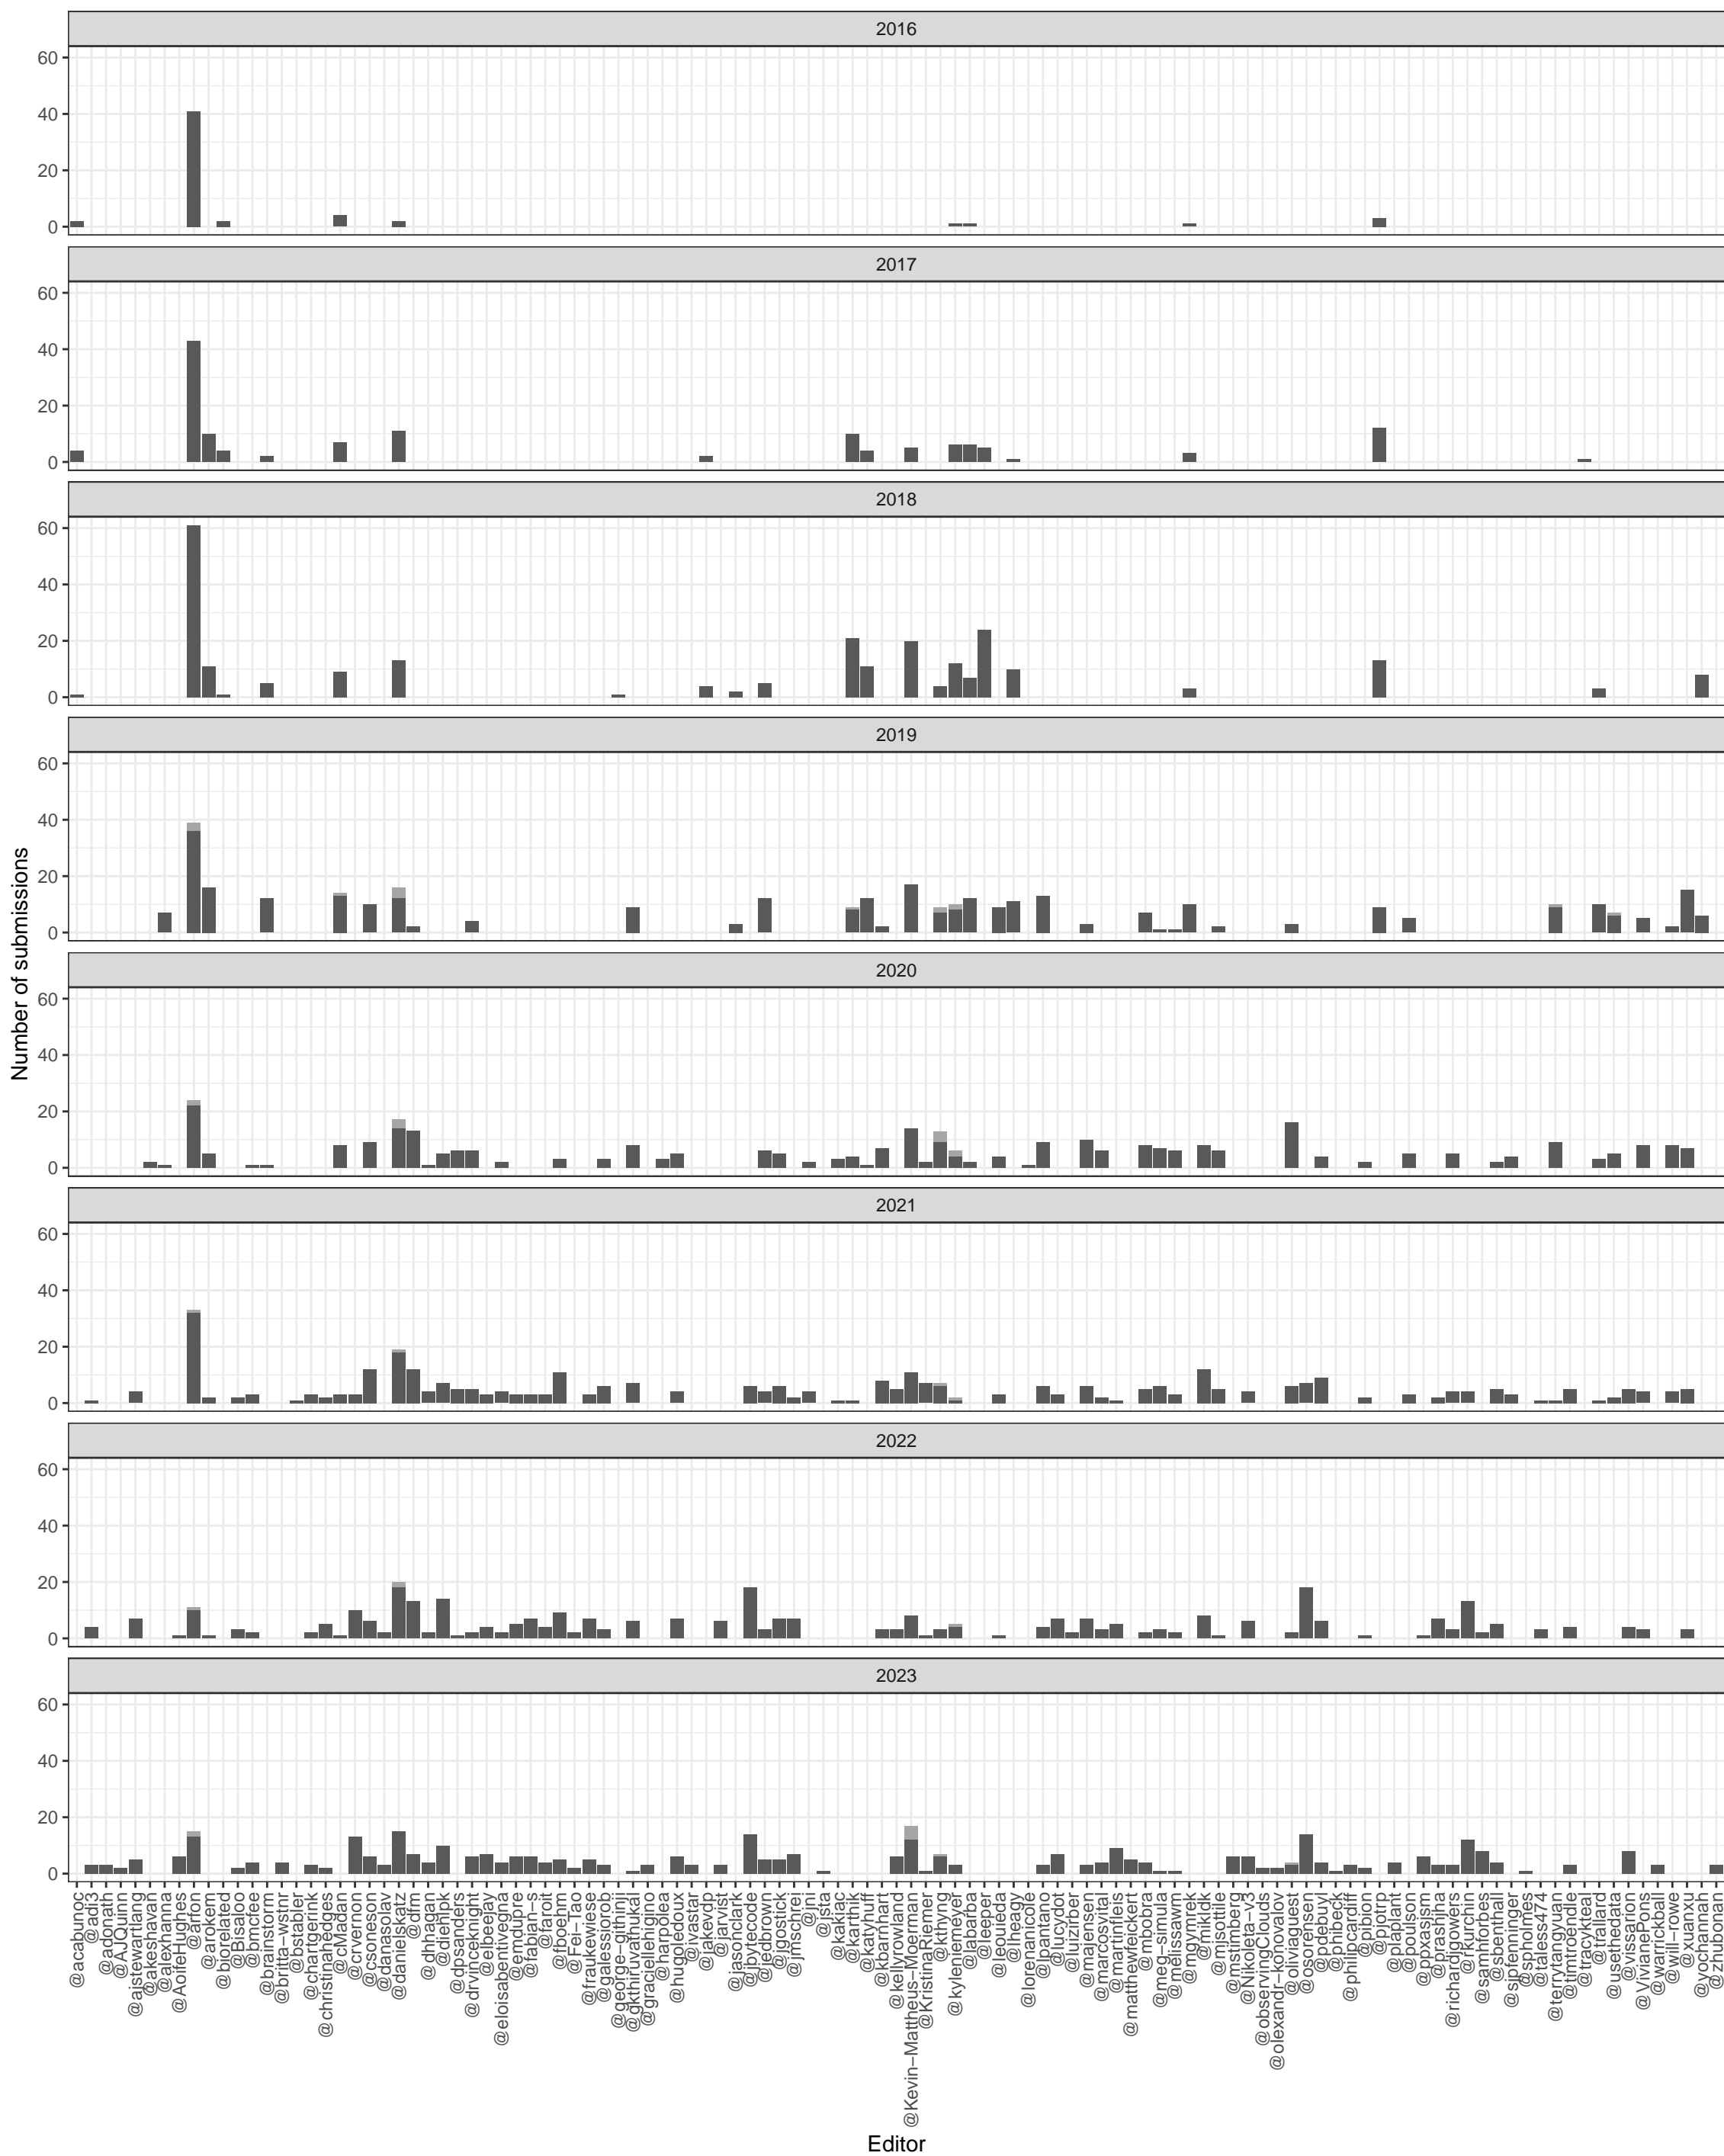 2016
60
40
20
0
2017
60
40
20
0
2018
60
40
20
0
2019
60
40
20
0
2020
60
40
20
0
2021
60
40
20
0
2022
60
40
20
0
2023
60
40
20
0
Number of submissions
@acabunoc
@adi3
@adonath
@AJQuinn
@ajstewartlang
@akeshavan
@alexhanna
@AoifeHughes
@arfon
@arokem
@biorelated
@Bisaloo
@bmcfee
@brainstorm
@britta-wstnr
@bstabler
@chartgerink
@christinahedges
@cMadan
@crvernon
@csoneson
@danasolav
@danielskatz
@dfm
@dhhagan
@diehlpk
@dpsanders
@drvinceknight
@elbeejay
@eloisabentivegna
@emdupre
@fabian-s
@faroit
@fboehm
@Fei-Tao
@fraukewiese
@galessiorob
@george-githinji
@gkthiruvathukal
@graciellehigino
@harpolea
@hugoledoux
@ivastar
@jakevdp
@jarvist
@jasonclark
@jbytecode
@jedbrown
@jgostick
@jmschrei
@jni
@jsta
@kakiac
@karthik
@katyhuff
@kbarnhart
@kellyrowland
@Kevin-Mattheus-Moerman
@KristinaRiemer
@kthyng
@kyleniemeyer
@labarba
@leeper
@leouieda
@lheagy
@lorenanicole
@lpantano
@lucydot
@luizirber
@majensen
@marcosvital
@martinfleis
@matthewfeickert
@mbobra
@meg-simula
@melissawm
@mgymrek
@mikldk
@mjsottile
@mstimberg
@Nikoleta-v3
@observingClouds
@olexandr-konovalov
@oliviaguest
@osorensen
@pdebuyl
@phibeck
@philipcardiff
@pibion
@pjotrp
@plaplant
@poulson
@ppxasjsm
@prashjha
@richardjgowers
@rkurchin
@samhforbes
@sbenthall
@sjpfenninger
@spholmes
@taless474
@terrytangyuan
@timtroendle
@tracykteal
@trallard
@usethedata
@vissarion
@VivianePons
@warrickball
@will-rowe
@xuanxu
@yochannah
@zhubonan
Editor